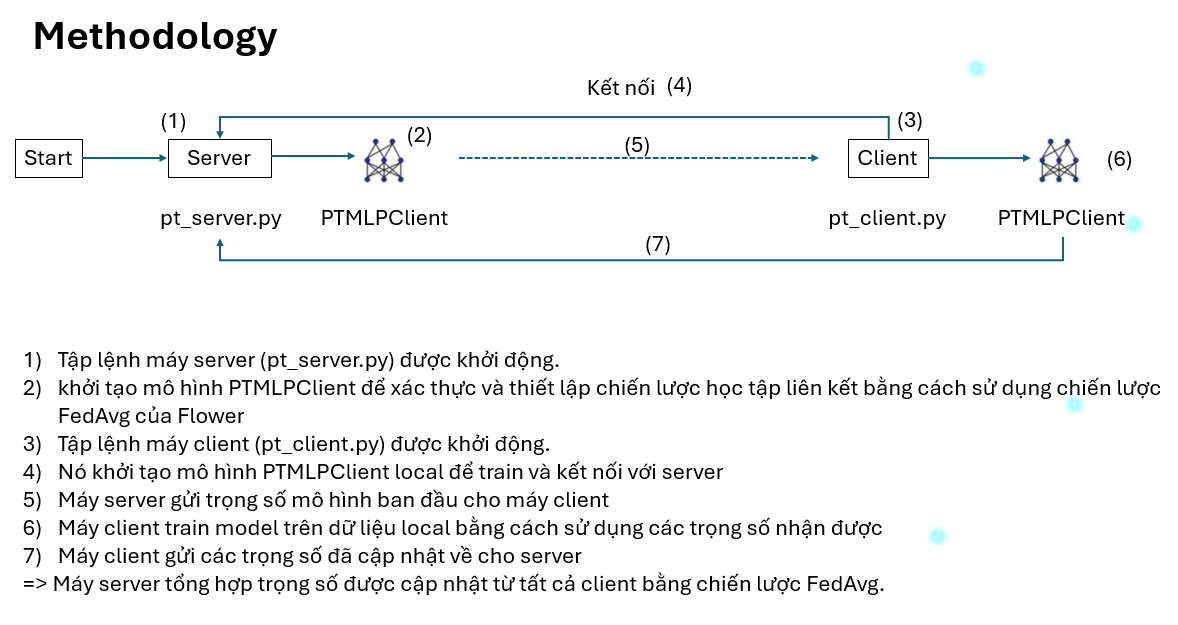 Methodology
Kết nối (4)
(1)
(2)
(3)
(5)
(6)
Start
Server
Client
pt_server.py
PTMLPClient
pt_client.py
PTMLPClient
(7)
1) Tập lệnh máy server (pt_server.py) được khởi động.
2) khởi tạo mô hình PTMLPClient để xác thực và thiết lập chiến lược học tập liên kết bằng cách sử dụng chiến lược
FedAvg của Flower
3) Tập lệnh máy client (pt_client.py) được khởi động.
4) Nó khởi tạo mô hình PTMLPClient local để train và kết nối với server
5) Máy server gửi trọng số mô hình ban đầu cho máy client
6) Máy client train model trên dữ liệu local bằng cách sử dụng các trọng số nhận được
7) Máy client gửi các trọng số đã cập nhật về cho server
=> Máy server tổng hợp trọng số được cập nhật từ tất cả client bằng chiến lược FedAvg.